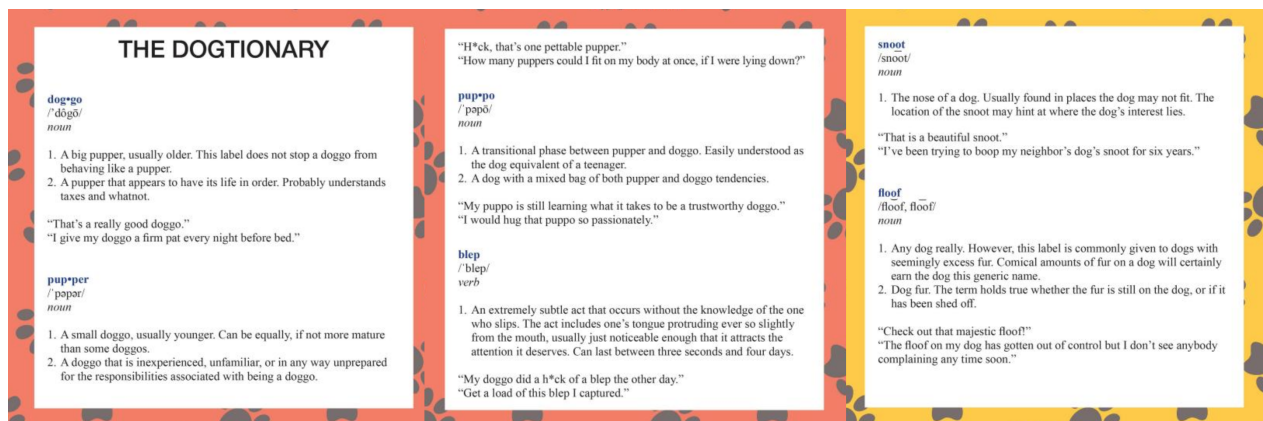 THE DOGTIONARY
dog•go
/'dôgō/
noun
1. A big pupper, usually older. This label does not stop a doggo from
behaving like a pupper.
2. A pupper that appears to have its life in order. Probably understands
taxes and whatnot.
“That’s a really good doggo.”
“I give my doggo a firm pat every night before bed.”
pup•per
/ˈpəpər/
noun
1. A small doggo, usually younger. Can be equally, if not more mature
than some doggos.
2. A doggo that is inexperienced, unfamiliar, or in any way unprepared
for the responsibilities associated with being a doggo.
“H*ck, that’s one pettable pupper.”
“How many puppers could I fit on my body at once, if I were lying down?”
pup•po
/ˈpəpō/
noun
1. A transitional phase between pupper and doggo. Easily understood as
the dog equivalent of a teenager.
2. A dog with a mixed bag of both pupper and doggo tendencies.
“My puppo is still learning what it takes to be a trustworthy doggo.”
“I would hug that puppo so passionately.”
blep
/ˈblep/
verb
1. An extremely subtle act that occurs without the knowledge of the one
who slips. The act includes one’s tongue protruding ever so slightly
from the mouth, usually just noticeable enough that it attracts the
attention it deserves. Can last between three seconds and four days.
“My doggo did a h*ck of a blep the other day.”
“Get a load of this blep I captured.”
snoot
/sno͞ot/
noun
1. The nose of a dog. Usually found in places the dog may not fit. The
location of the snoot may hint at where the dog’s interest lies.
“That is a beautiful snoot.”
“I’ve been trying to boop my neighbor’s dog’s snoot for six years.”
floof
/flo͞of, flo͞of/
noun
1. Any dog really. However, this label is commonly given to dogs with
seemingly excess fur. Comical amounts of fur on a dog will certainly
earn the dog this generic name.
2. Dog fur. The term holds true whether the fur is still on the dog, or if it
has been shed off.
“Check out that majestic floof!”
“The floof on my dog has gotten out of control but I don’t see anybody
complaining any time soon.”